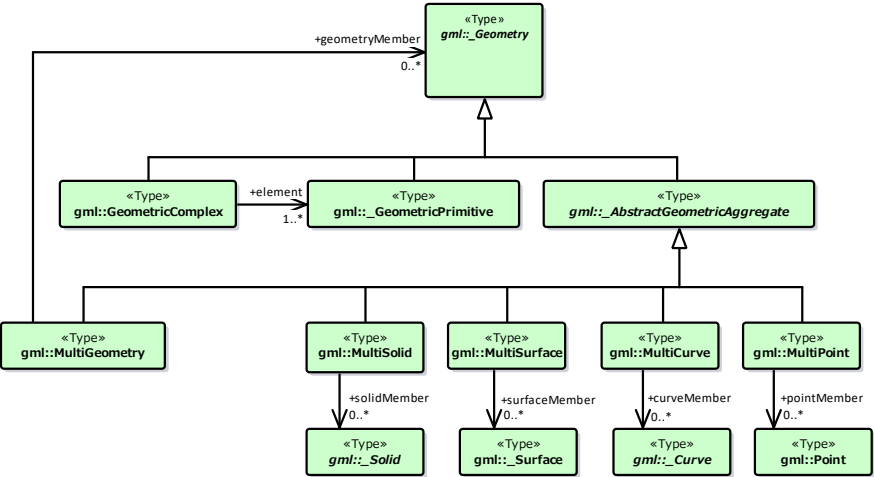 «Type»
gml::_Geometry
+geometryMember
0..*
«Type»
gml::GeometricComplex
+element
1..*
«Type»
gml::_GeometricPrimitive
«Type»
gml::_AbstractGeometricAggregate
«Type»
gml::MultiGeometry
«Type»
gml::MultiSolid
«Type»
gml::MultiSurface
«Type»
gml::MultiCurve
«Type»
gml::MultiPoint
+solidMember
0..*
+surfaceMember
0..*
+curveMember
0..*
+pointMember
0..*
«Type»
gml::_Solid
«Type»
gml::_Surface
«Type»
gml::_Curve
«Type»
gml::Point